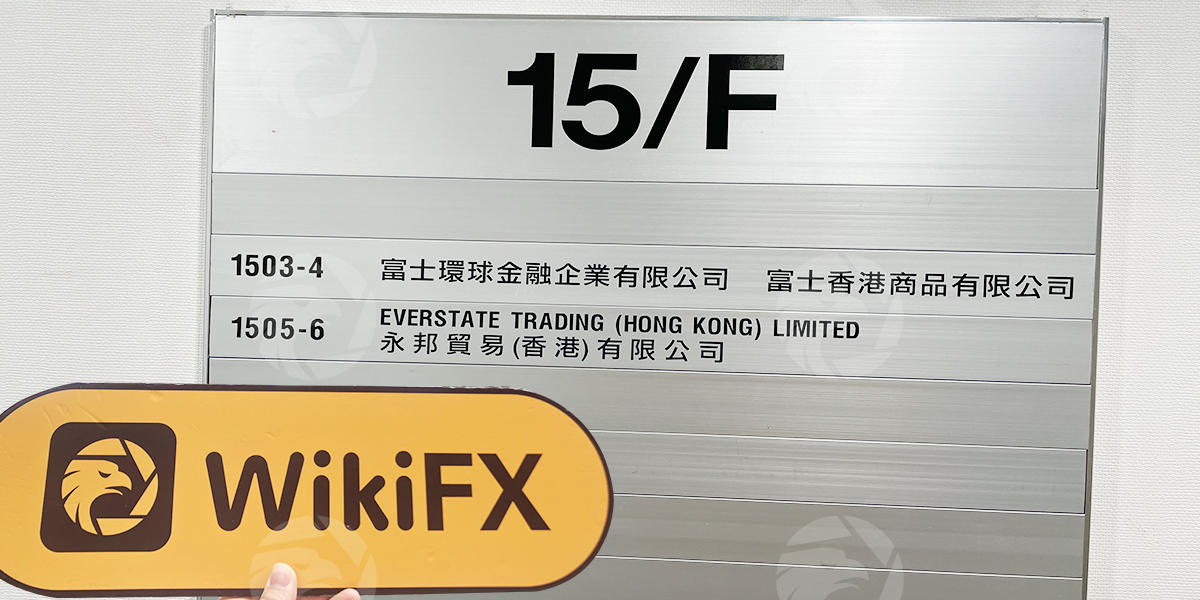 15/F
1503-4 富士環球金融企業有限公司 富士香港商品有限公司
1505-6 EVERSTATE TRADING (HONG KONG) LIMITED
永邦貿易(香港)有限公司
WikiFX